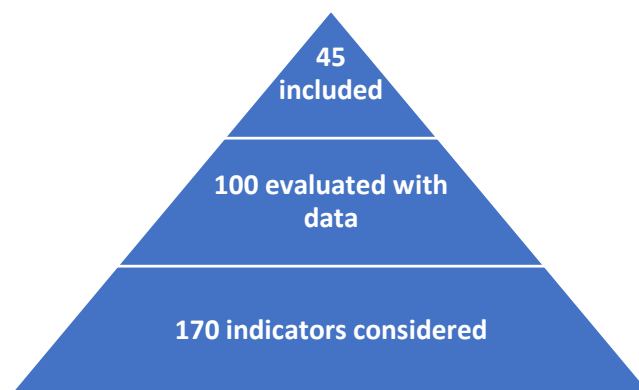 45
included
100 evaluated with
data
170 indicators considered